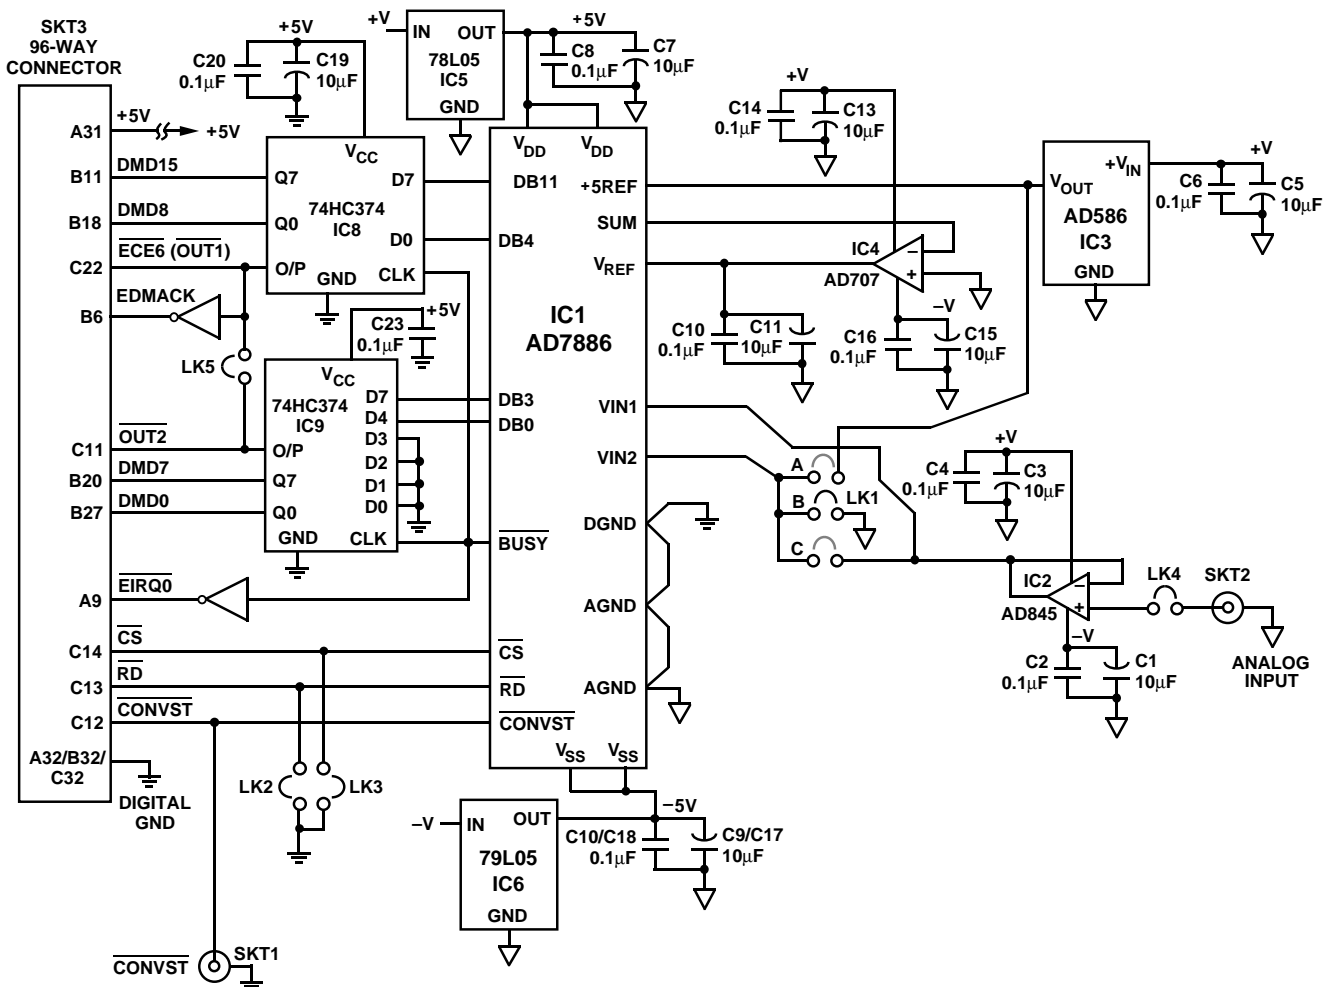 SKT3
96-WAY
CONNECTOR
A31
B11
B18
C22
B6
C11
B20
B27
A9
C14
C13
C12
A32/B32/
C32
+5V
+5V
DMD15
DMD8
ECE6 (OUT1)
EDMACK
LK5
OUT2
DMD7
DMD0
EIRQ0
CS
RD
CONVST
DIGITAL
GND
+5V
C20
0.1μF
C19
10μF
VCC
Q7
D7
74HC374
IC8
Q0
D0
O/P
CLK
GND
+5V
C23
0.1μF
VCC
D7
74HC374
IC9
D4
D3
O/P
D2
Q7
D1
Q0
D0
GND
CLK
LK2
LK3
CONVST
SKT1
+V
IN
OUT
78L05
IC5
GND
+5V
C8
0.1μF
C7
10μF
VDD
VDD
DB11
+5REF
SUM
DB4
VREF
IC1
AD7886
DB3
VIN1
DB0
VIN2
DGND
BUSY
AGND
CS
RD
AGND
CONVST
VSS
VSS
–V
IN
OUT
79L05
IC6
GND
–5V
C10/C18
0.1μF
C9/C17
10μF
+V
C14
0.1μF
C13
10μF
IC4
AD707
–
+
–V
C10
0.1μF
C11
10μF
C16
0.1μF
C15
10μF
VOUT
+VIN
AD586
IC3
GND
+V
C6
0.1μF
C5
10μF
A
B
LK1
C
+V
C4
0.1μF
C3
10μF
IC2
AD845
–
+
–V
C2
0.1μF
C1
10μF
LK4
SKT2
ANALOG
INPUT